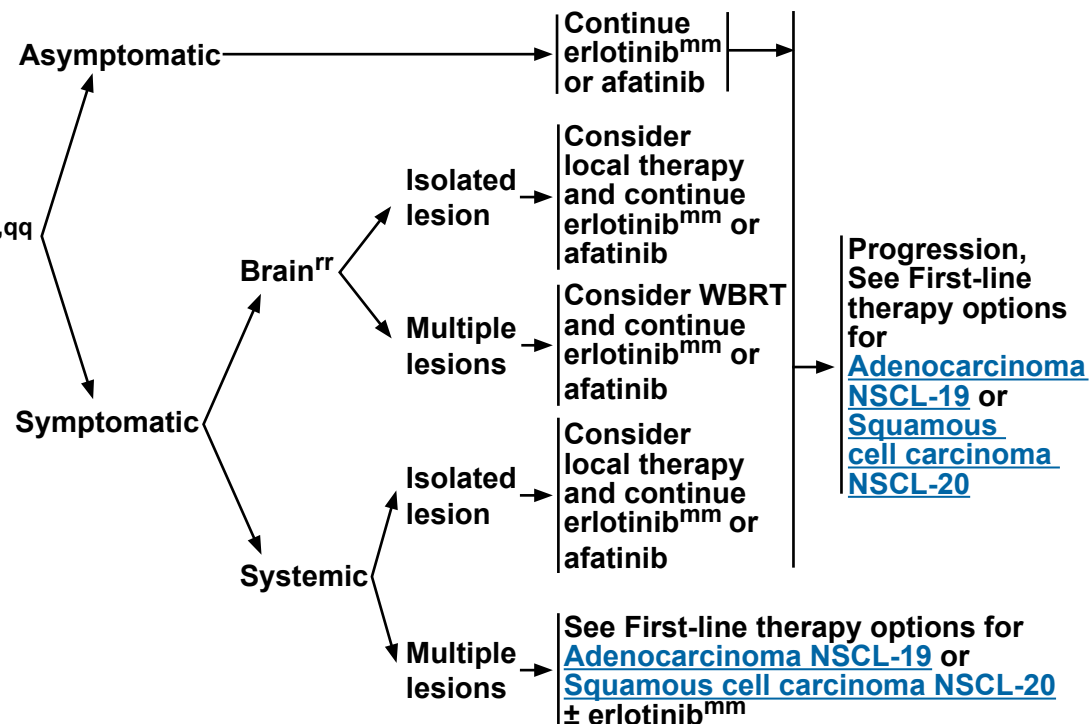 Asymptomatic
Continue
erlotinibᵐᵐ
or afatinib
,qq
Symptomatic
Brainʳʳ
Isolated
lesion
Consider
local therapy
and continue
erlotinibᵐᵐ or
afatinib
Multiple
lesions
Consider WBRT
and continue
erlotinibᵐᵐ or
afatinib
Systemic
Isolated
lesion
Consider
local therapy
and continue
erlotinibᵐᵐ or
afatinib
Multiple
lesions
See First-line therapy options for
Adenocarcinoma NSCL-19 or
Squamous cell carcinoma NSCL-20
± erlotinibᵐᵐ
Progression,
See First-line
therapy options
for
Adenocarcinoma
NSCL-19 or
Squamous
cell carcinoma
NSCL-20